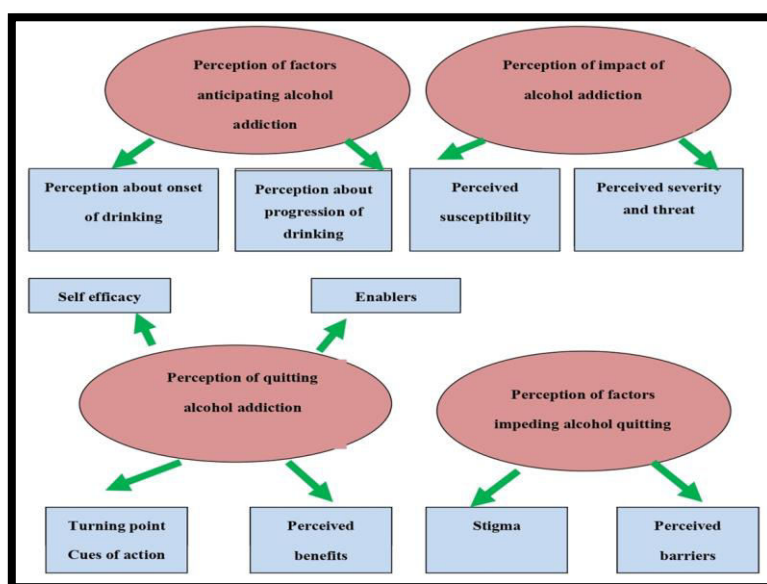 Perception of factors
anticipating alcohol
addiction
Perception of impact of
alcohol addiction
Perception about onset
of drinking
Perception about
progression of
drinking
Perceived
susceptibility
Perceived severity
and threat
Self efficacy
Enablers
Perception of quitting
alcohol addiction
Perception of factors
impeding alcohol quitting
Turning point
Cues of action
Perceived
benefits
Stigma
Perceived
barriers